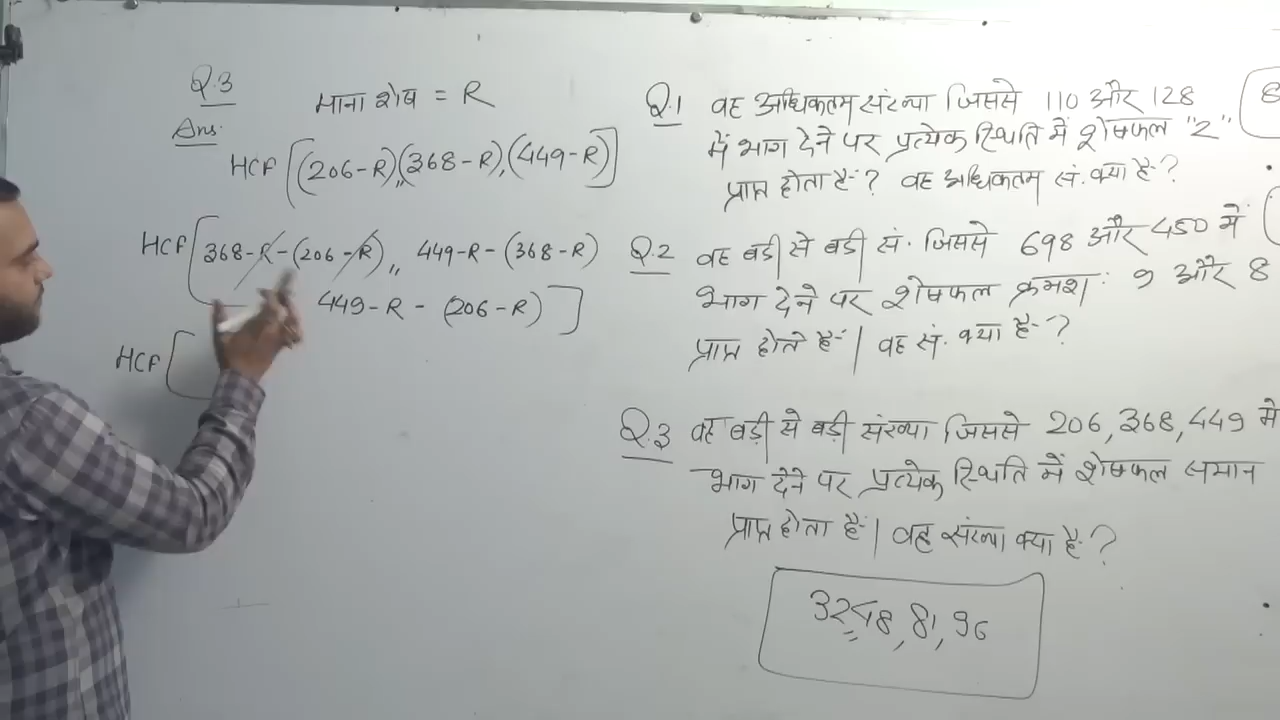 Q.3
माना शेष = R
Ans:
HCF [(206-R),,(368-R),(449-R)]
HCF [368-R-(206-R),, 449-R-(368-R)
449-R - (206-R)]
HCF [
Q.1 वह अधिकतम संख्या जिससे 110 और 128
में भाग देने पर प्रत्येक स्थिति में शेषफल "2"
प्राप्त होता है? वह अधिकतम सं. क्या है?
Q.2 वह बडी से बडी सं. जिससे 698 और 450 में
भाग देने पर शेषफल क्रमश: 9 और 8
प्राप्त होते हैं| वह सं. क्या है?
Q.3 वह बड़ी से बड़ी संख्या जिससे 206, 368, 449 मे
भाग देने पर प्रत्येक स्थिति में शेषफल समान
प्राप्त होता है| वह संख्या क्या है?
, 81, 96